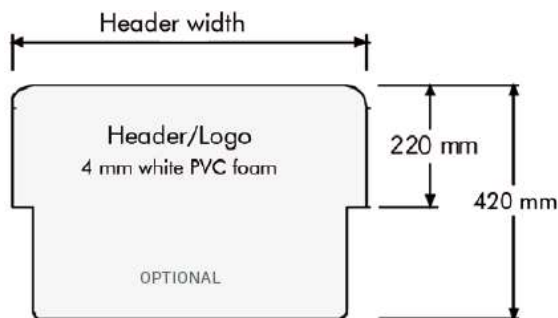 Header width
Header/Logo
4 mm white PVC foam
220 mm
420 mm
OPTIONAL